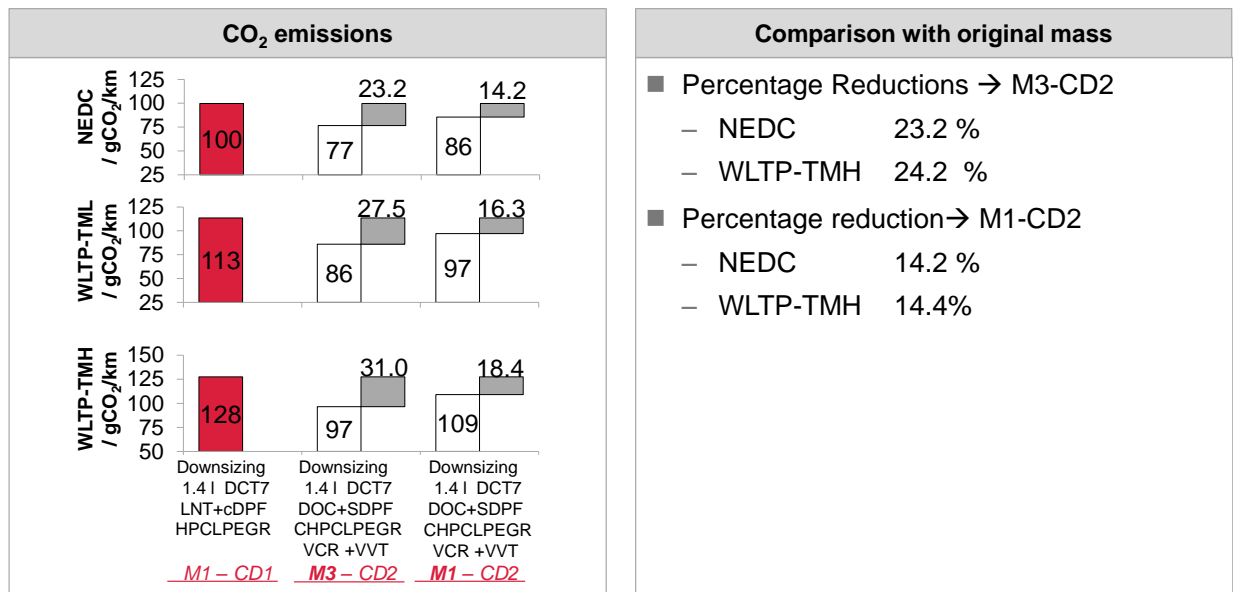 CO2 emissions
NEDC
/ gCO2/km
125
100
75
50
25
100
77
23.2
86
14.2
WLTP-TML
/ gCO2/km
125
100
75
50
25
113
86
27.5
97
16.3
WLTP-TMH
/ gCO2/km
150
125
100
75
50
128
97
31.0
109
18.4
Downsizing
1.4 l DCT7
LNT+cDPF
HPCLPEGR
M1 – CD1
Downsizing
1.4 l DCT7
DOC+SDPF
CHPCLPEGR
VCR +VVT
M3 – CD2
Downsizing
1.4 l DCT7
DOC+SDPF
CHPCLPEGR
VCR +VVT
M1 – CD2
Comparison with original mass
■ Percentage Reductions → M3-CD2
– NEDC 23.2 %
– WLTP-TMH 24.2 %
■ Percentage reduction→ M1-CD2
– NEDC 14.2 %
– WLTP-TMH 14.4%